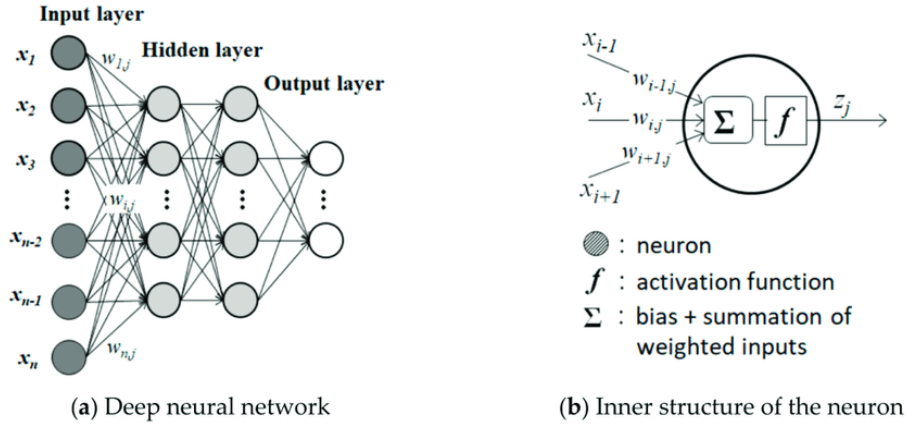 Input layer
Hidden layer
Output layer
x1
x2
x3
xn-2
xn-1
xn
w1,j
wi,j
wn,j
(a) Deep neural network
xi-1
xi
xi+1
wi-1,j
wi,j
wi+1,j
Σ
f
zj
: neuron
f : activation function
Σ : bias + summation of
weighted inputs
(b) Inner structure of the neuron